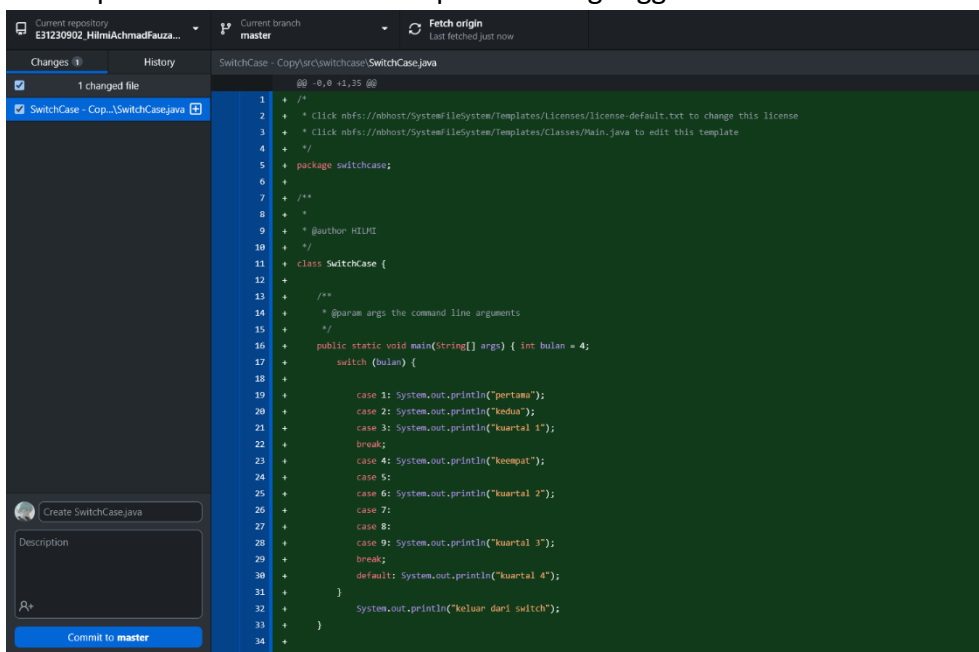 Current repository
E31230902_HilmiAchmadFauza...
Current branch
master
Fetch origin
Last fetched just now
Changes 1
History
SwitchCase - Copy\src\switchcase\SwitchCase.java
1 changed file
SwitchCase - Cop...\SwitchCase.java
@@ -0,0 +1,35 @@
1 + /*
2 + * Click nbfs://nbhost/SystemFileSystem/Templates/Licenses/license-default.txt to change this license
3 + * Click nbfs://nbhost/SystemFileSystem/Templates/Classes/Main.java to edit this template
4 + */
5 + package switchcase;
6 +
7 + /**
8 + *
9 + * @author HILMI
10 + */
11 + class SwitchCase {
12 +
13 + /**
14 + * @param args the command line arguments
15 + */
16 + public static void main(String[] args) { int bulan = 4;
17 + switch (bulan) {
18 +
19 + case 1: System.out.println("pertama");
20 + case 2: System.out.println("kedua");
21 + case 3: System.out.println("kuartal 1");
22 + break;
23 + case 4: System.out.println("keempat");
24 + case 5:
25 + case 6: System.out.println("kuartal 2");
26 + case 7:
27 + case 8:
28 + case 9: System.out.println("kuartal 3");
29 + break;
30 + default: System.out.println("kuartal 4");
31 + }
32 + System.out.println("keluar dari switch");
33 + }
34 +
Create SwitchCase.java
Description
Commit to master